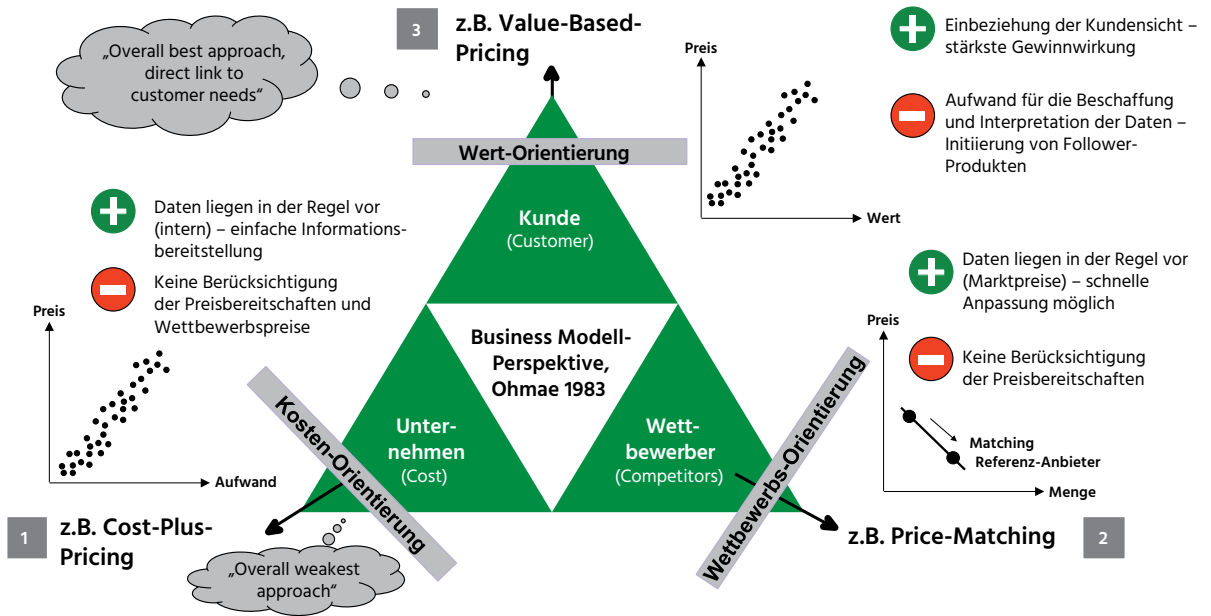 3
z.B. Value-Based-
Pricing
„Overall best approach,
direct link to
customer needs“
Preis
Wert
Einbeziehung der Kundensicht –
stärkste Gewinnwirkung
Aufwand für die Beschaffung
und Interpretation der Daten –
Initiierung von Follower-
Produkten
Wert-Orientierung
Kunde
(Customer)
Daten liegen in der Regel vor
(intern) – einfache Informations-
bereitstellung
Keine Berücksichtigung
der Preisbereitschaften und
Wettbewerbspreise
Preis
Aufwand
Business Modell-
Perspektive,
Ohmae 1983
Unter-
nehmen
(Cost)
Wett-
bewerber
(Competitors)
Kosten-Orientierung
Wettbewerbs-Orientierung
Daten liegen in der Regel vor
(Marktpreise) – schnelle
Anpassung möglich
Keine Berücksichtigung
der Preisbereitschaften
Preis
Matching
Referenz-Anbieter
Menge
1
z.B. Cost-Plus-
Pricing
„Overall weakest
approach“
z.B. Price-Matching
2